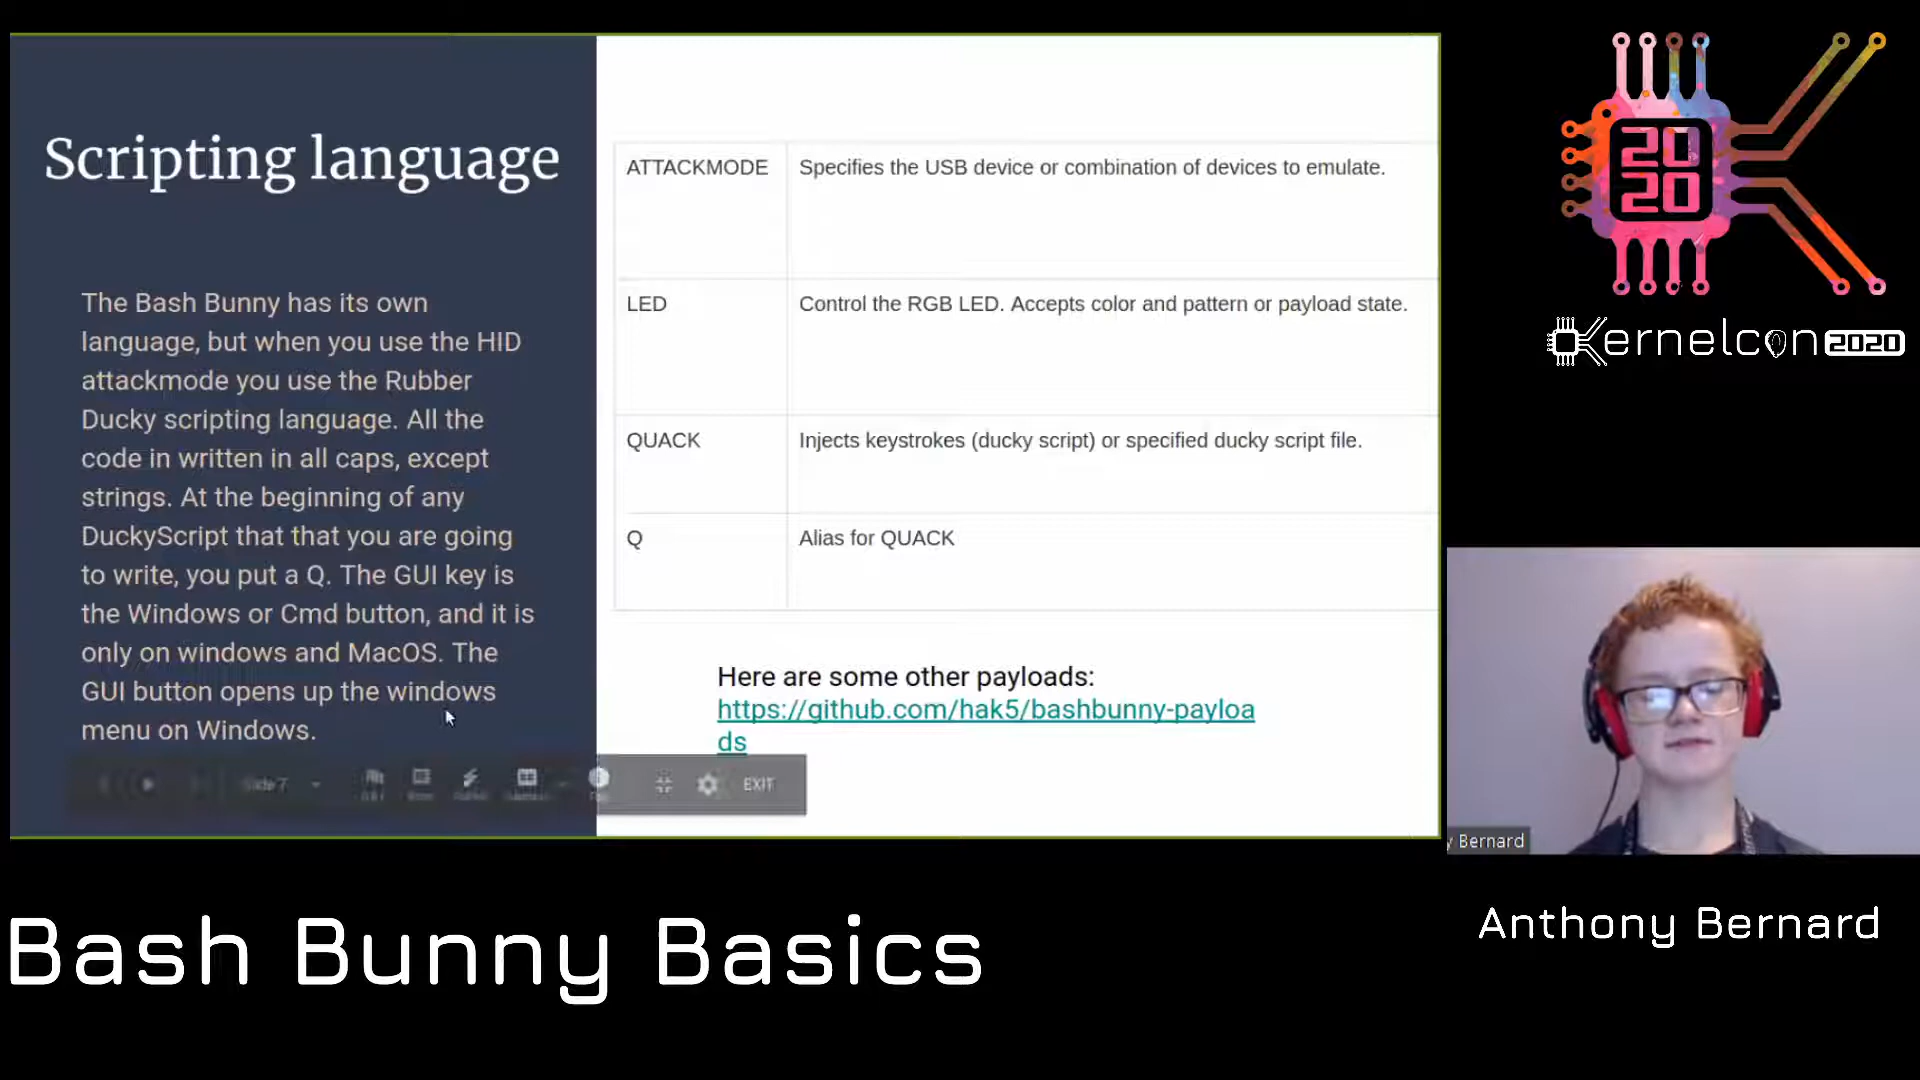 Scripting language
The Bash Bunny has its own
language, but when you use the HID
attackmode you use the Rubber
Ducky scripting language. All the
code in written in all caps, except
strings. At the beginning of any
DuckyScript that that you are going
to write, you put a Q. The GUI key is
the Windows or Cmd button, and it is
only on windows and MacOS. The
GUI button opens up the windows
menu on Windows.
ATTACKMODE Specifies the USB device or combination of devices to emulate.
LED Control the RGB LED. Accepts color and pattern or payload state.
QUACK Injects keystrokes (ducky script) or specified ducky script file.
Q Alias for QUACK
Here are some other payloads:
https://github.com/hak5/bashbunny-payloa
ds
Slide 7
EXIT
20
20
Kernelcon 2020
y Bernard
Anthony Bernard
Bash Bunny Basics